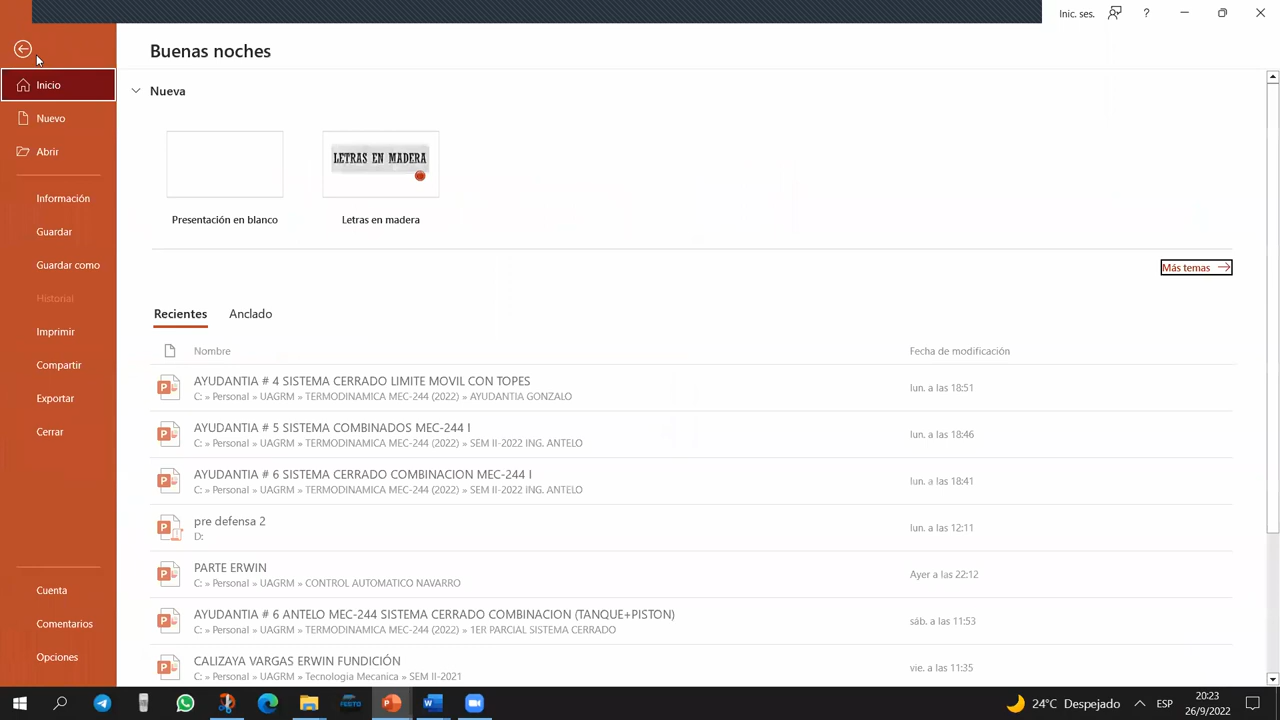 Inic. ses.
?
Buenas noches
Inicio
Nuevo
Abrir
Información
Guardar
Guardar como
Historial
Imprimir
Compartir
Exportar
Cerrar
Cuenta
Comentarios
Opciones
Nueva
LETRAS EN MADERA
Presentación en blanco
Letras en madera
Más temas
Recientes
Anclado
Nombre
Fecha de modificación
AYUDANTIA # 4 SISTEMA CERRADO LIMITE MOVIL CON TOPES
C: » Personal » UAGRM » TERMODINAMICA MEC-244 (2022) » AYUDANTIA GONZALO
lun. a las 18:51
AYUDANTIA # 5 SISTEMA COMBINADOS MEC-244 I
C: » Personal » UAGRM » TERMODINAMICA MEC-244 (2022) » SEM II-2022 ING. ANTELO
lun. a las 18:46
AYUDANTIA # 6 SISTEMA CERRADO COMBINACION MEC-244 I
C: » Personal » UAGRM » TERMODINAMICA MEC-244 (2022) » SEM II-2022 ING. ANTELO
lun. a las 18:41
pre defensa 2
D:
lun. a las 12:11
PARTE ERWIN
C: » Personal » UAGRM » CONTROL AUTOMATICO NAVARRO
Ayer a las 22:12
AYUDANTIA # 6 ANTELO MEC-244 SISTEMA CERRADO COMBINACION (TANQUE+PISTON)
C: » Personal » UAGRM » TERMODINAMICA MEC-244 (2022) » 1ER PARCIAL SISTEMA CERRADO
sáb. a las 11:53
CALIZAYA VARGAS ERWIN FUNDICIÓN
C: » Personal » UAGRM » Tecnologia Mecanica » SEM II-2021
vie. a las 11:35
FESTO
24°C Despejado
ESP
20:23
26/9/2022